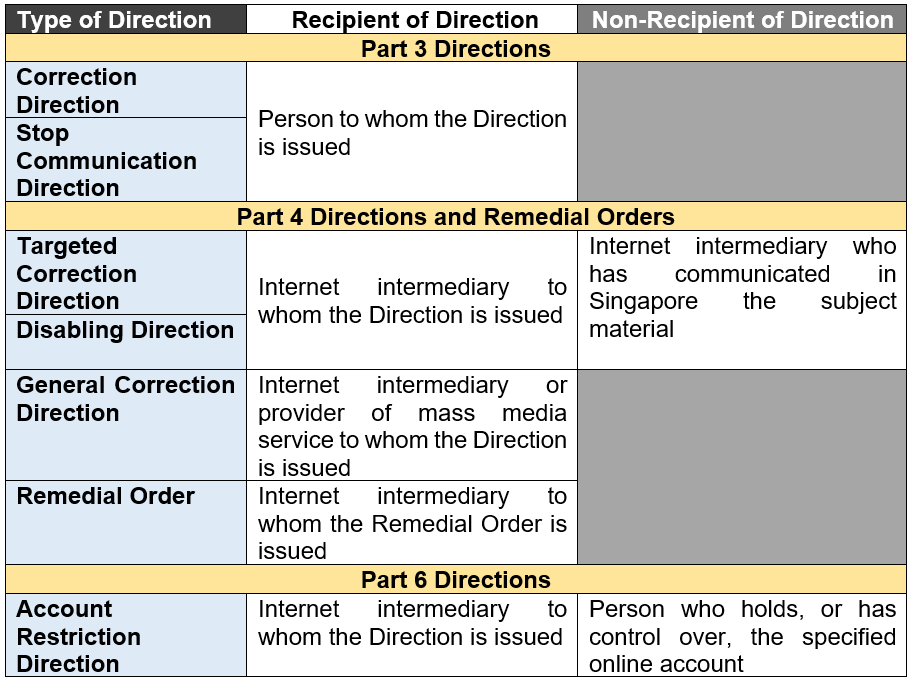 Type of Direction
Recipient of Direction
Non-Recipient of Direction
Part 3 Directions
Correction
Direction
Person to whom the Direction
is issued
Stop
Communication
Direction
Part 4 Directions and Remedial Orders
Targeted
Correction
Direction
Internet intermediary to
whom the Direction is issued
Internet intermediary who
has communicated in
Singapore the subject
material
Disabling Direction
General Correction
Direction
Internet intermediary or
provider of mass media
service to whom the Direction
is issued
Remedial Order
Internet intermediary to
whom the Remedial Order is
issued
Part 6 Directions
Account
Restriction
Direction
Internet intermediary to
whom the Direction is issued
Person who holds, or has
control over, the specified
online account